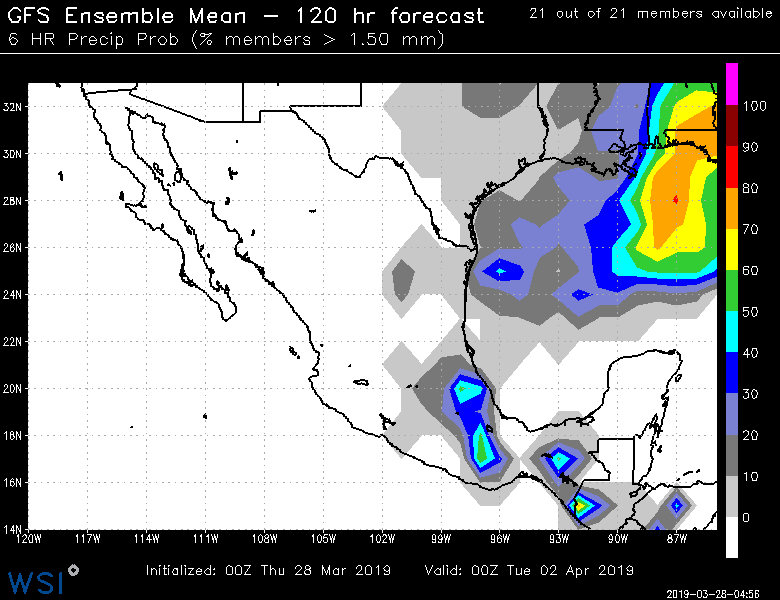 GFS Ensemble Mean – 120 hr forecast
21 out of 21 members available
6 HR Precip Prob (% members > 1.50 mm)
32N
30N
28N
26N
24N
22N
20N
18N
16N
14N
120W 117W 114W 111W 108W 105W 102W 99W 96W 93W 90W 87W
100
90
80
70
60
50
40
30
20
10
0
Initialized: 00Z Thu 28 Mar 2019 Valid: 00Z Tue 02 Apr 2019
WSI
2019-03-28-04:56